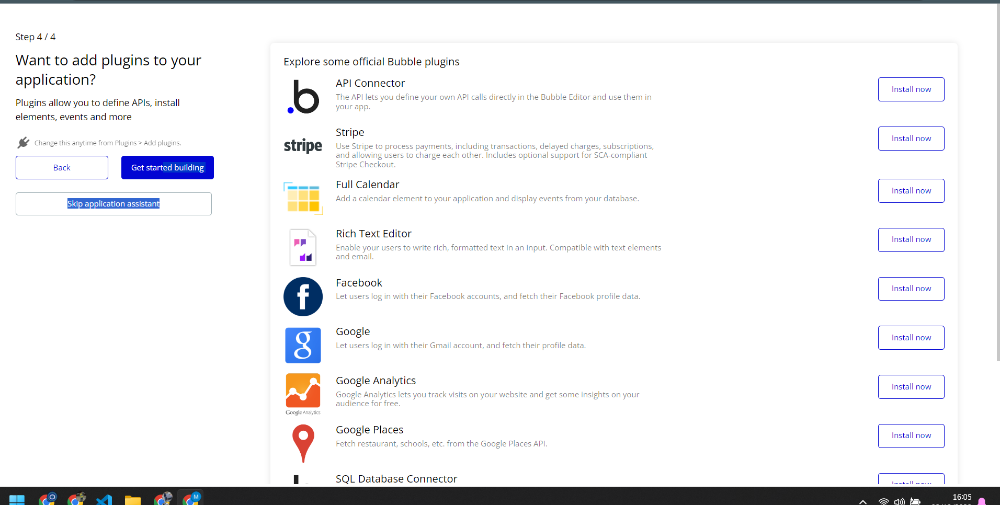 Step 4 / 4
Want to add plugins to your
application?
Plugins allow you to define APIs, install
elements, events and more
Change this anytime from Plugins > Add plugins.
Back
Get started building
Skip application assistant
Explore some official Bubble plugins
API Connector
The API lets you define your own API calls directly in the Bubble Editor and use them in
your app.
Install now
stripe
Stripe
Use Stripe to process payments, including transactions, delayed charges, subscriptions,
and allowing users to charge each other. Includes optional support for SCA-compliant
Stripe Checkout.
Install now
Full Calendar
Add a calendar element to your application and display events from your database.
Install now
Rich Text Editor
Enable your users to write rich, formatted text in an input. Compatible with text elements
and email.
Install now
Facebook
Let users log in with their Facebook accounts, and fetch their Facebook profile data.
Install now
Google
Let users log in with their Gmail account, and fetch their profile data.
Install now
Google Analytics
Google Analytics
Google Analytics lets you track visits on your website and get some insights on your
audience for free.
Install now
Google Places
Fetch restaurant, schools, etc. from the Google Places API.
Install now
SQL Database Connector
Install now
M
16:05